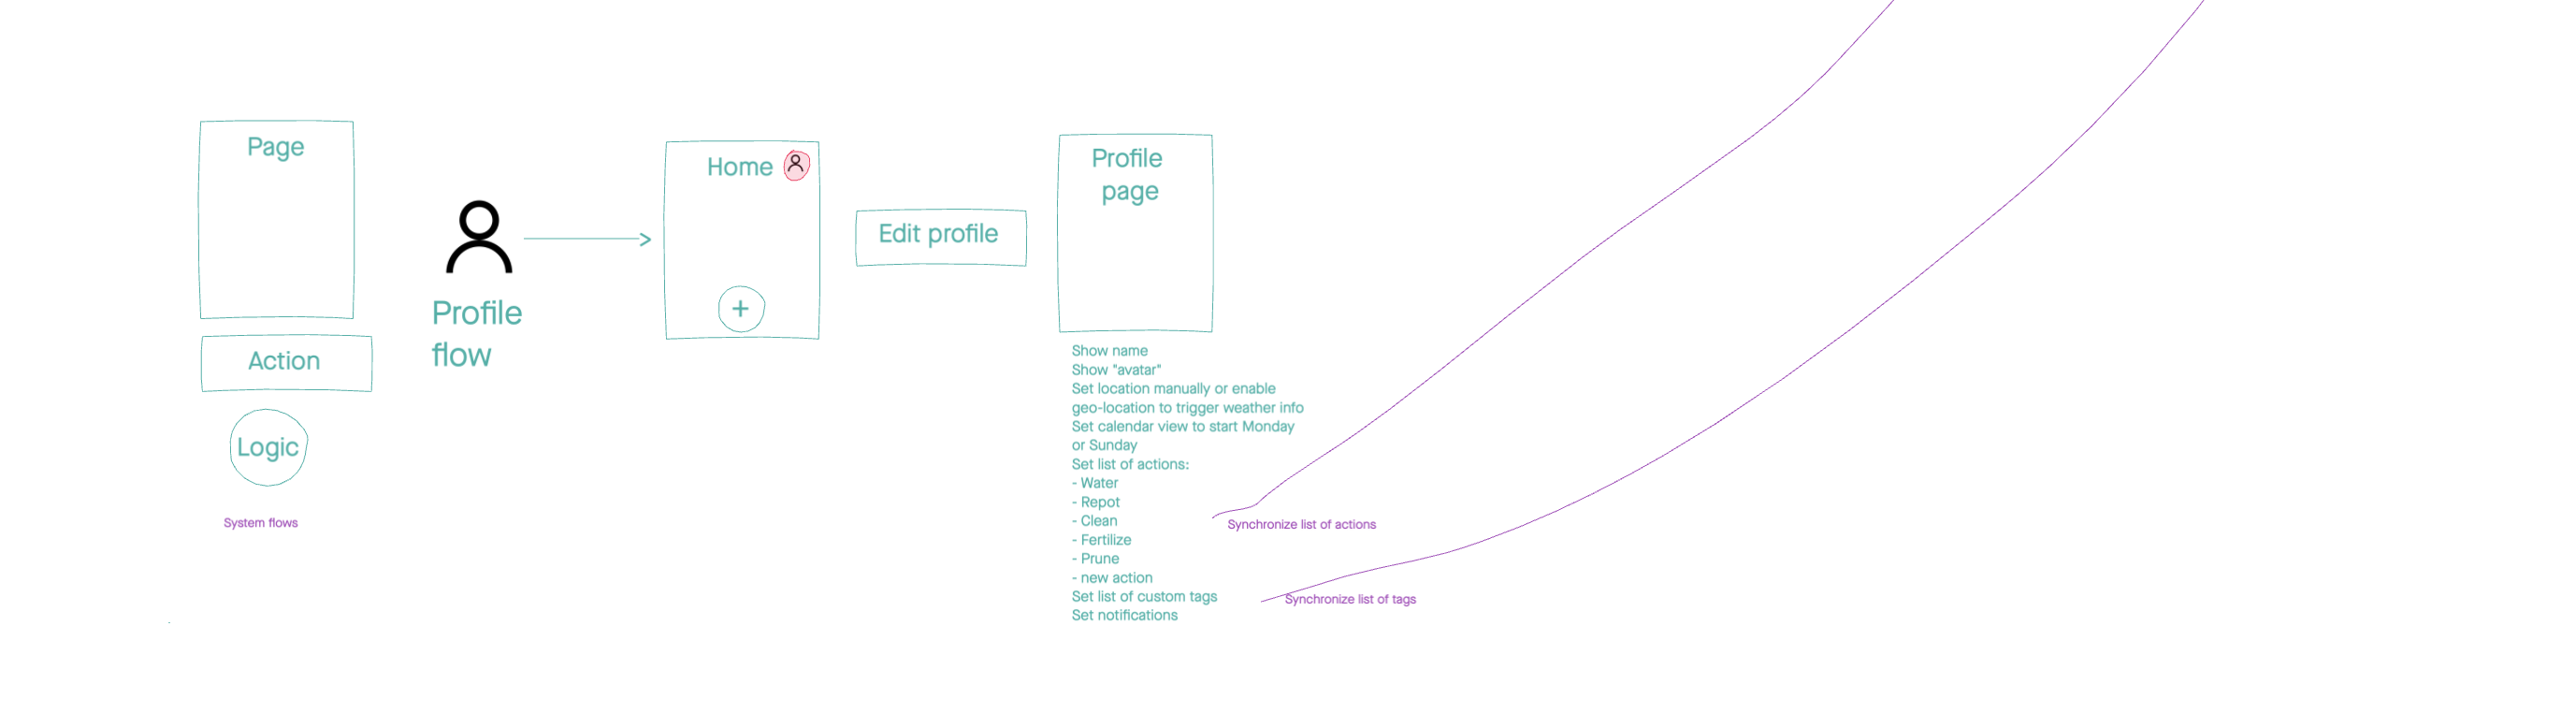 Page
Action
Logic
System flows
Profile
flow
Home
+
Edit profile
Profile
page
Show name
Show "avatar"
Set location manually or enable
geo-location to trigger weather info
Set calendar view to start Monday
or Sunday
Set list of actions:
- Water
- Repot
- Clean
- Fertilize
- Prune
- new action
Set list of custom tags
Set notifications
Synchronize list of actions
Synchronize list of tags